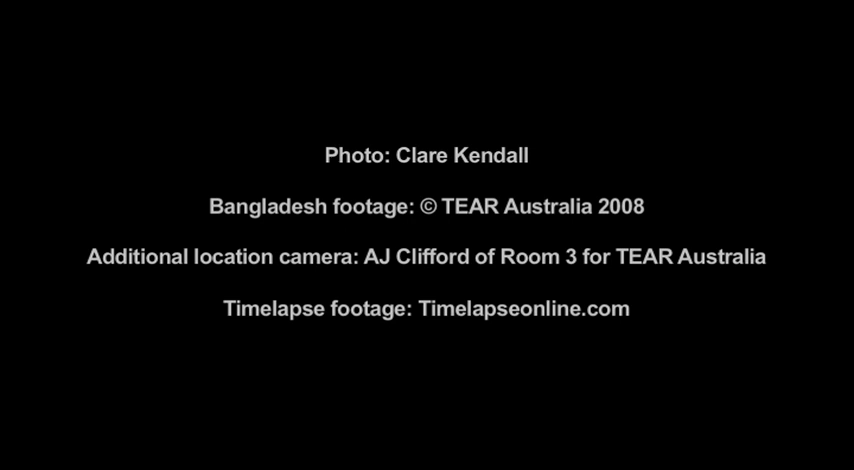 Photo: Clare Kendall
Bangladesh footage: © TEAR Australia 2008
Additional location camera: AJ Clifford of Room 3 for TEAR Australia
Timelapse footage: Timelapseonline.com